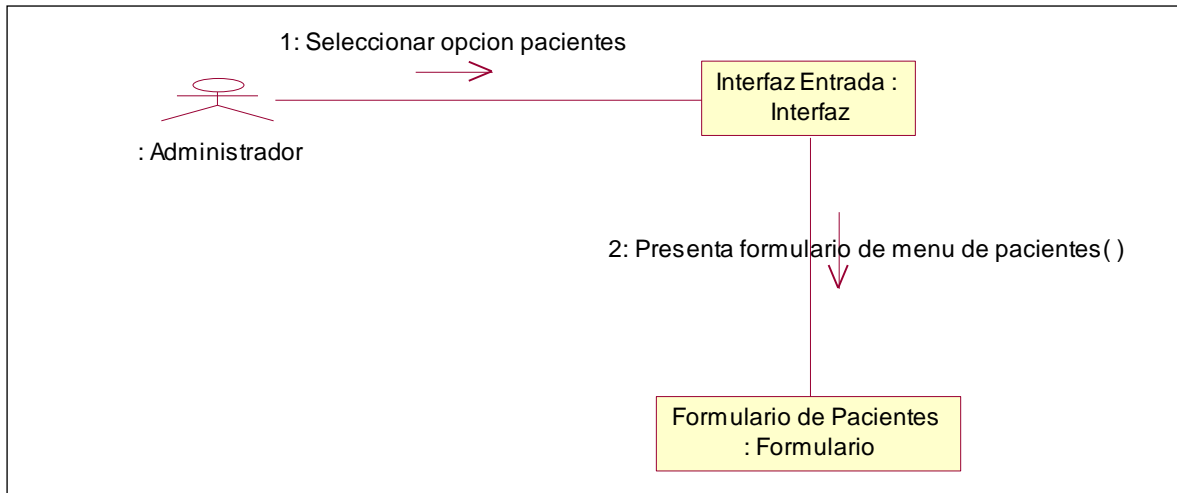 1: Seleccionar opcion pacientes
Interfaz Entrada :
Interfaz
: Administrador
2: Presenta formulario de menu de pacientes( )
Formulario de Pacientes
: Formulario